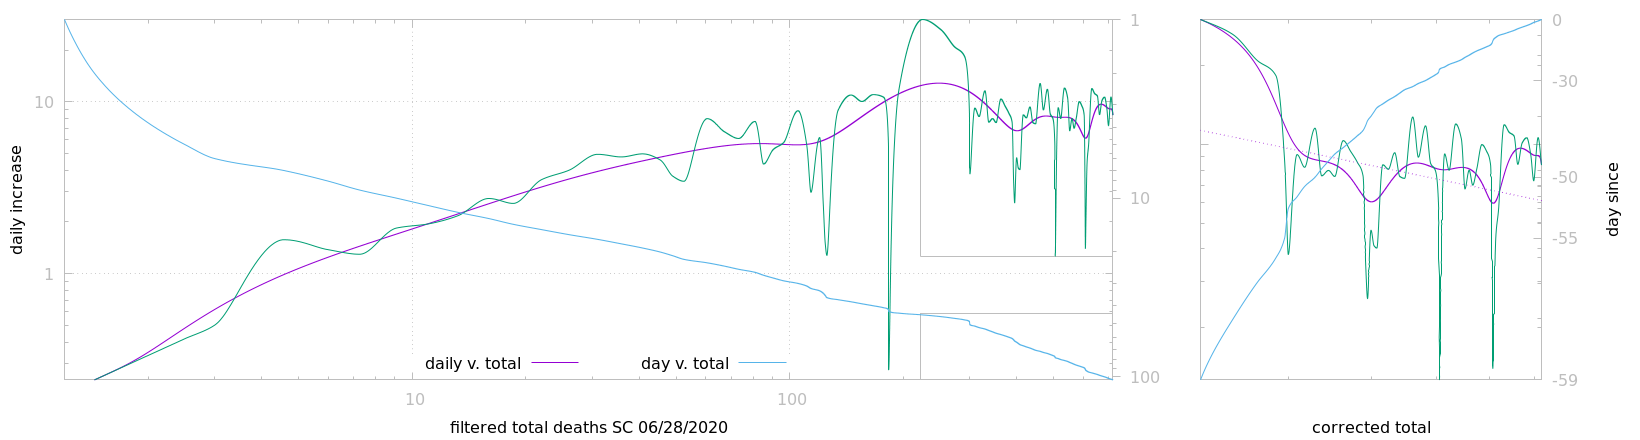 1
0
10
-30
daily increase
-50
day since
10
-55
1
daily v. total
day v. total
100
-59
10
100
filtered total deaths SC 06/28/2020
corrected total